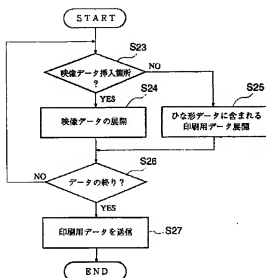 START
S23
映像データ挿入箇所
?
NO
YES
S24
S25
映像データの展開
ひな形データに含まれる
印刷用データ展開
S26
データの終り?
NO
YES
印刷用データを送信
S27
END